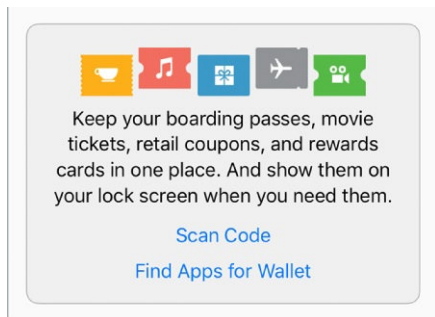 Keep your boarding passes, movie
tickets, retail coupons, and rewards
cards in one place. And show them on
your lock screen when you need them.
Scan Code
Find Apps for Wallet